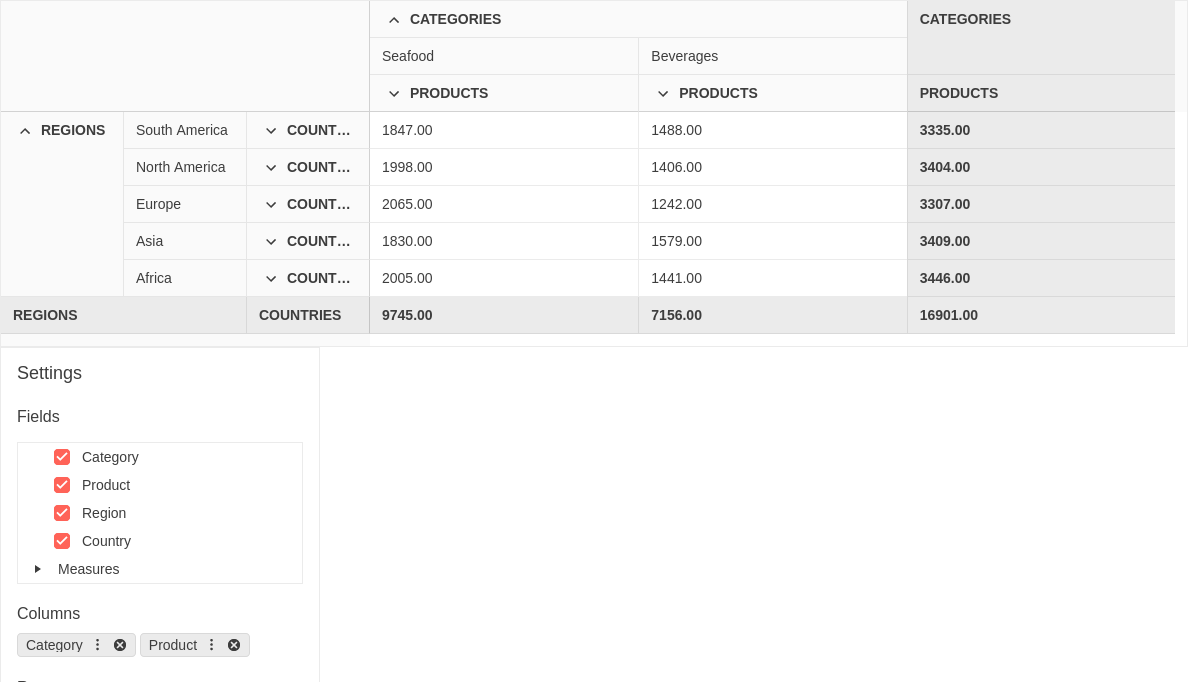 CATEGORIES CATEGORIES
Seafood Beverages
PRODUCTS PRODUCTS PRODUCTS
REGIONS South America COUNT… 1847.00 1488.00 3335.00
North America COUNT… 1998.00 1406.00 3404.00
Europe COUNT… 2065.00 1242.00 3307.00
Asia COUNT… 1830.00 1579.00 3409.00
Africa COUNT… 2005.00 1441.00 3446.00
REGIONS COUNTRIES 9745.00 7156.00 16901.00
Settings
Fields
Category
Product
Region
Country
Measures
Columns
Category Product